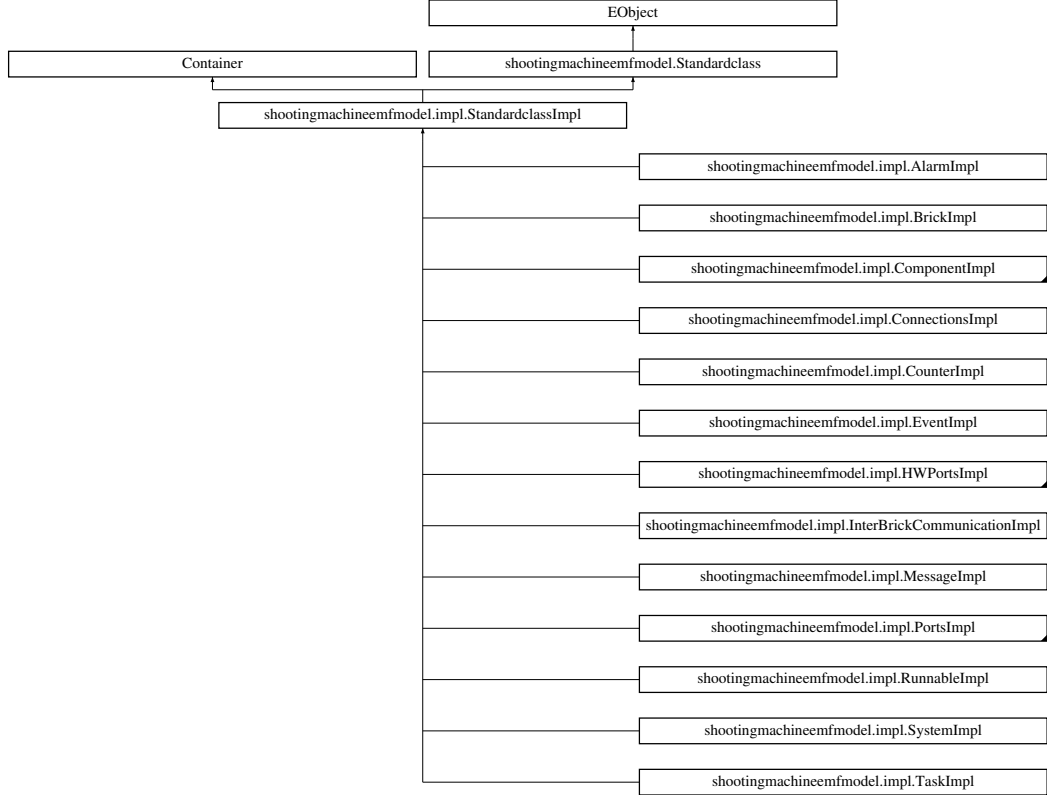 EObject
Container
shootingmachineemfmodel.Standardclass
shootingmachineemfmodel.impl.StandardclassImpl
shootingmachineemfmodel.impl.AlarmImpl
shootingmachineemfmodel.impl.BrickImpl
shootingmachineemfmodel.impl.ComponentImpl
shootingmachineemfmodel.impl.ConnectionsImpl
shootingmachineemfmodel.impl.CounterImpl
shootingmachineemfmodel.impl.EventImpl
shootingmachineemfmodel.impl.HWPortsImpl
shootingmachineemfmodel.impl.InterBrickCommunicationImpl
shootingmachineemfmodel.impl.MessageImpl
shootingmachineemfmodel.impl.PortsImpl
shootingmachineemfmodel.impl.RunnableImpl
shootingmachineemfmodel.impl.SystemImpl
shootingmachineemfmodel.impl.TaskImpl